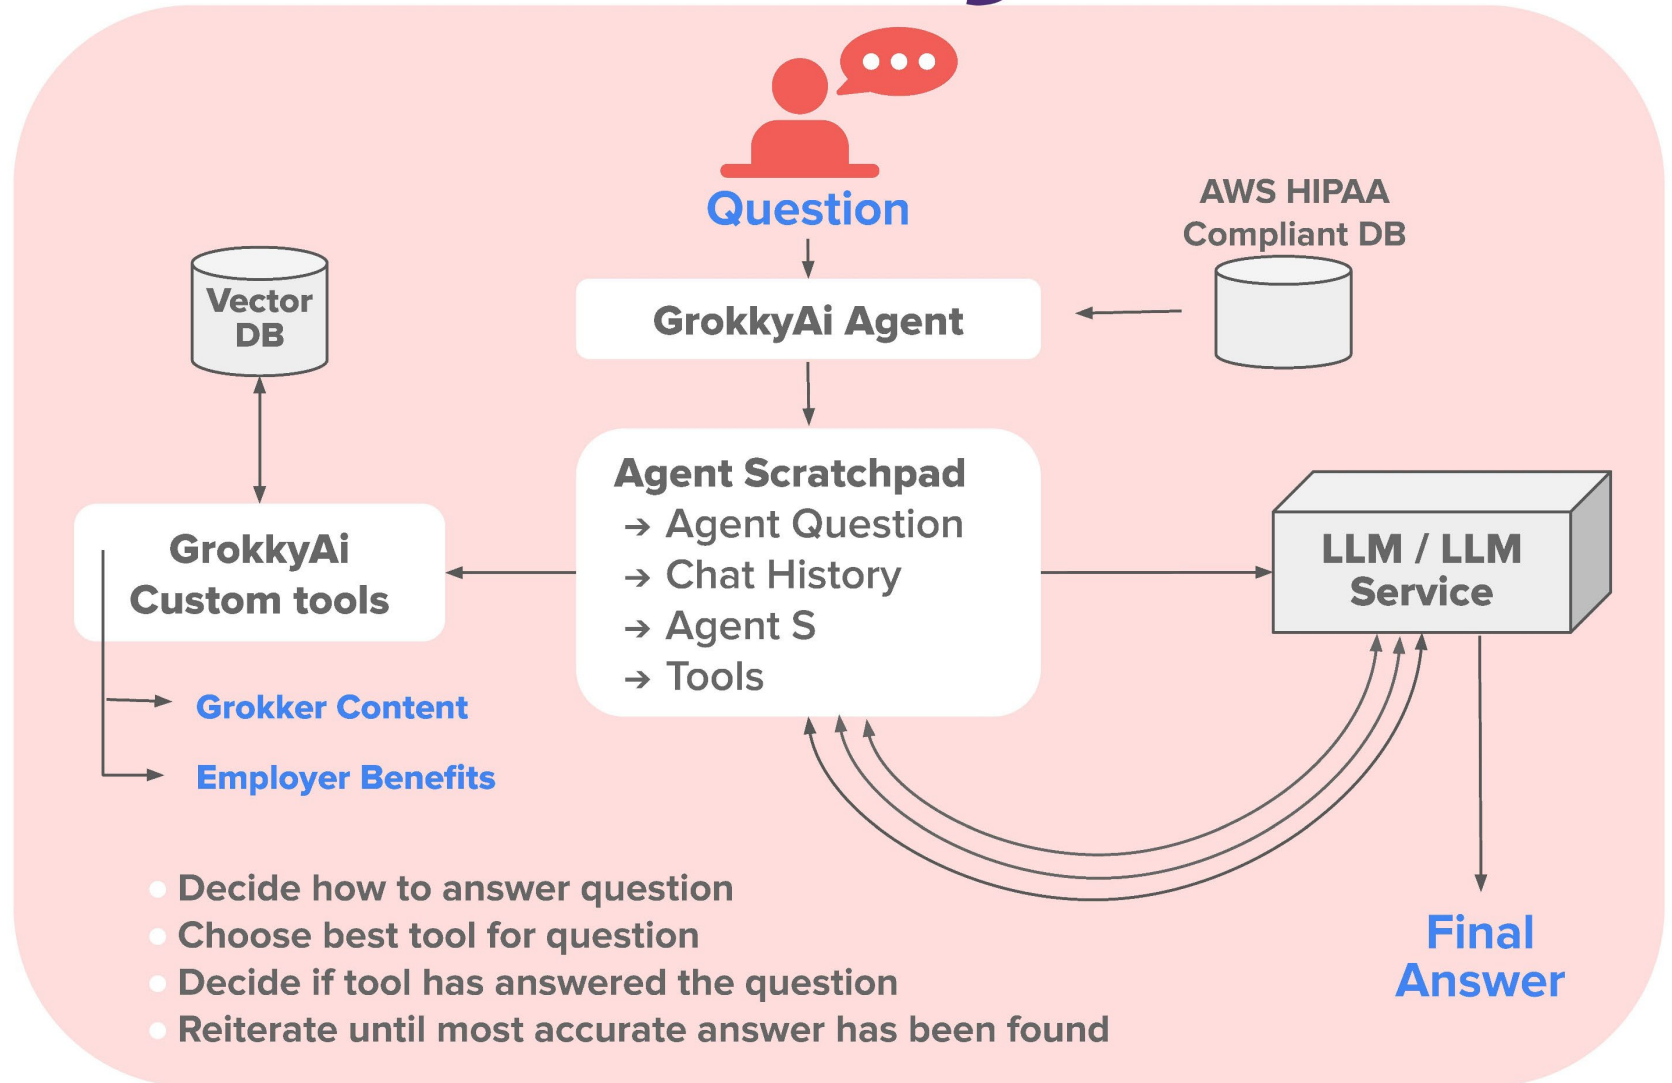 Question
AWS HIPAA
Compliant DB
Vector
DB
GrokkyAi Agent
Agent Scratchpad
→ Agent Question
→ Chat History
→ Agent S
→ Tools
GrokkyAi
Custom tools
LLM / LLM
Service
Grokker Content
Employer Benefits
Decide how to answer question
Choose best tool for question
Decide if tool has answered the question
Reiterate until most accurate answer has been found
Final
Answer